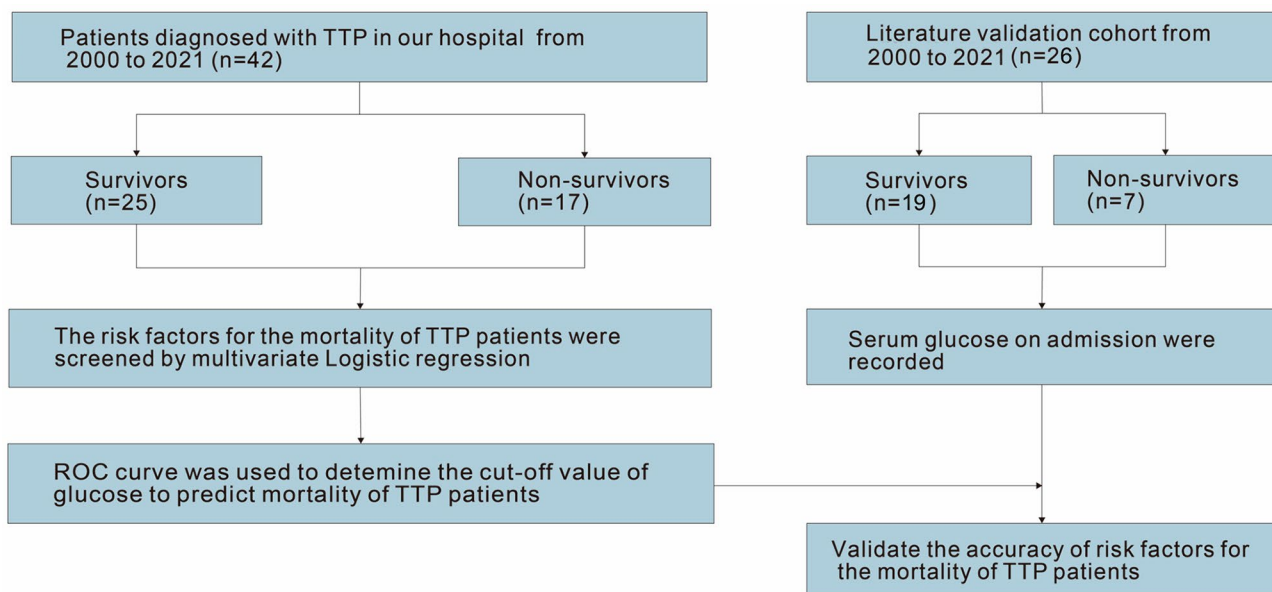 Patients diagnosed with TTP in our hospital from
2000 to 2021 (n=42)
Survivors
(n=25)
Non-survivors
(n=17)
The risk factors for the mortality of TTP patients were
screened by multivariate Logistic regression
ROC curve was used to detemine the cut-off value of
glucose to predict mortality of TTP patients
Literature validation cohort from
2000 to 2021 (n=26)
Survivors
(n=19)
Non-survivors
(n=7)
Serum glucose on admission were
recorded
Validate the accuracy of risk factors for
the mortality of TTP patients